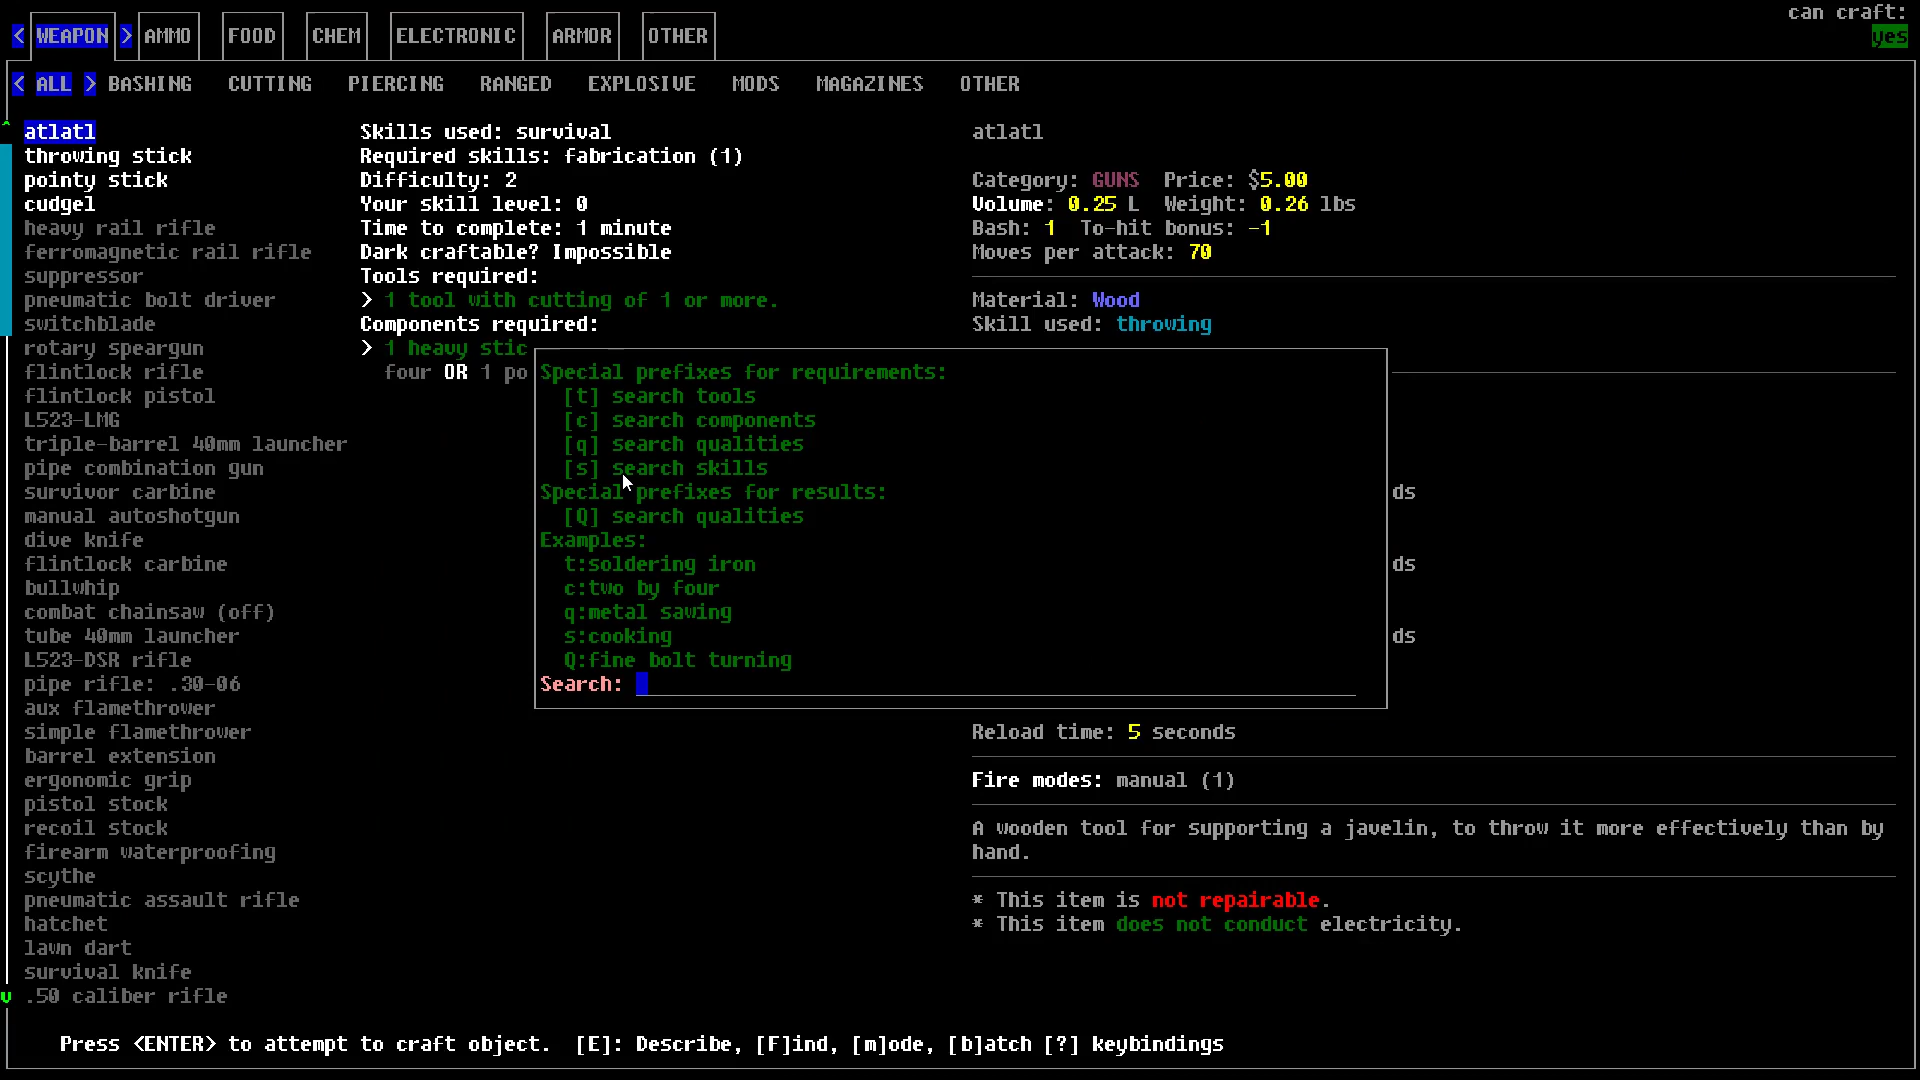 can craft:
< WEAPON > AMMO FOOD CHEM ELECTRONIC ARMOR OTHER yes
< ALL > BASHING CUTTING PIERCING RANGED EXPLOSIVE MODS MAGAZINES OTHER
atlatl
throwing stick
pointy stick
cudgel
heavy rail rifle
ferromagnetic rail rifle
suppressor
pneumatic bolt driver
switchblade
rotary speargun
flintlock rifle
flintlock pistol
L523-LMG
triple-barrel 40mm launcher
pipe combination gun
survivor carbine
manual autoshotgun
dive knife
flintlock carbine
bullwhip
combat chainsaw (off)
tube 40mm launcher
L523-DSR rifle
pipe rifle: .30-06
aux flamethrower
simple flamethrower
barrel extension
ergonomic grip
pistol stock
recoil stock
firearm waterproofing
scythe
pneumatic assault rifle
hatchet
lawn dart
survival knife
v .50 caliber rifle
Skills used: survival
Required skills: fabrication (1)
Difficulty: 2
Your skill level: 0
Time to complete: 1 minute
Dark craftable? Impossible
Tools required:
> 1 tool with cutting of 1 or more.
Components required:
> 1 heavy stic
four OR 1 po
Special prefixes for requirements:
[t] search tools
[c] search components
[q] search qualities
[s] search skills
Special prefixes for results:
[Q] search qualities
Examples:
t:soldering iron
c:two by four
q:metal sawing
s:cooking
Q:fine bolt turning
Search:
atlatl
Category: GUNS Price: $5.00
Volume: 0.25 L Weight: 0.26 lbs
Bash: 1 To-hit bonus: -1
Moves per attack: 70
Material: Wood
Skill used: throwing
ds
ds
ds
Reload time: 5 seconds
Fire modes: manual (1)
A wooden tool for supporting a javelin, to throw it more effectively than by
hand.
* This item is not repairable.
* This item does not conduct electricity.
Press <ENTER> to attempt to craft object. [E]: Describe, [F]ind, [m]ode, [b]atch [?] keybindings